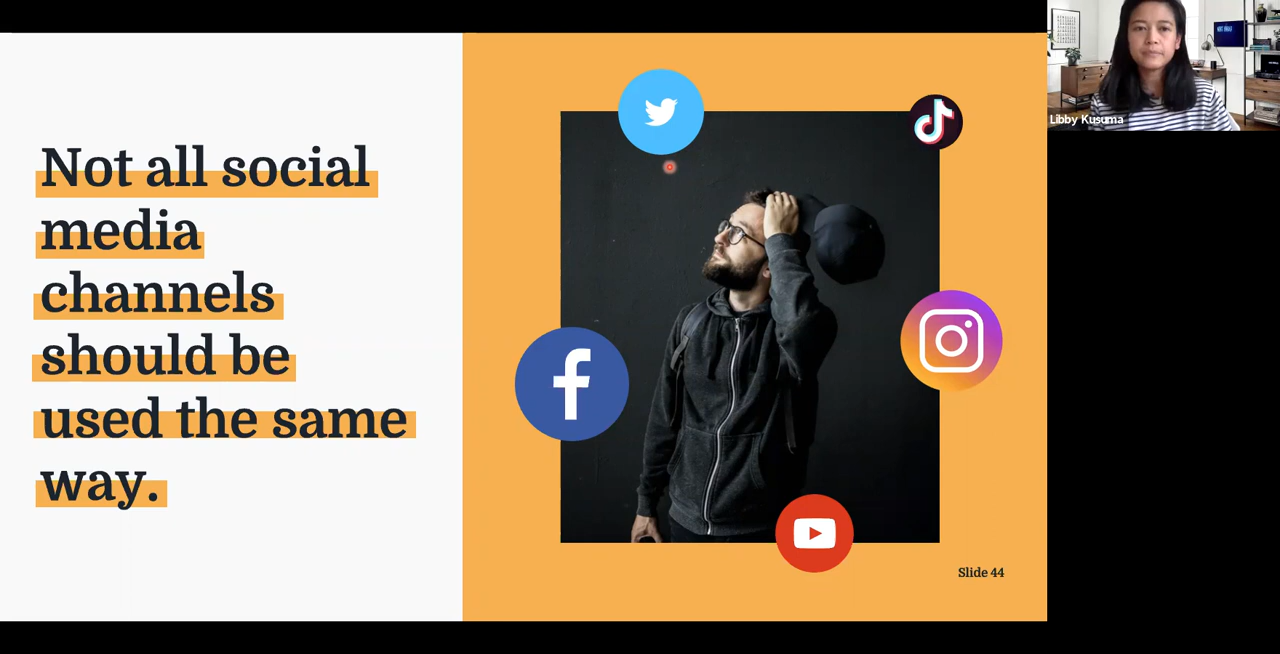 Not all social
media
channels
should be
used the same
way.
Slide 44
Libby Kusuma